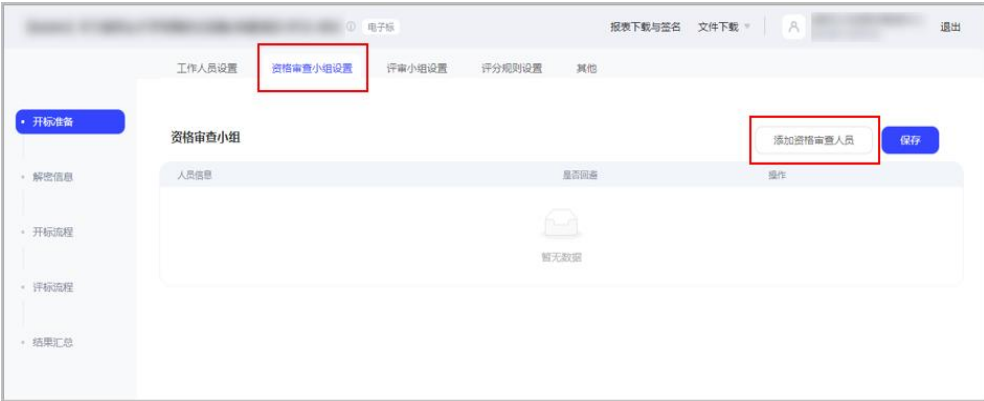 电子标 报表下载与签名 文件下载 退出
工作人员设置 资格审查小组设置 评审小组设置 评分规则设置 其他
开标准备
资格审查小组 添加资格审查人员 保存
解密信息
人员信息 是否回避 操作
开标流程
暂无数据
评标流程
结果汇总